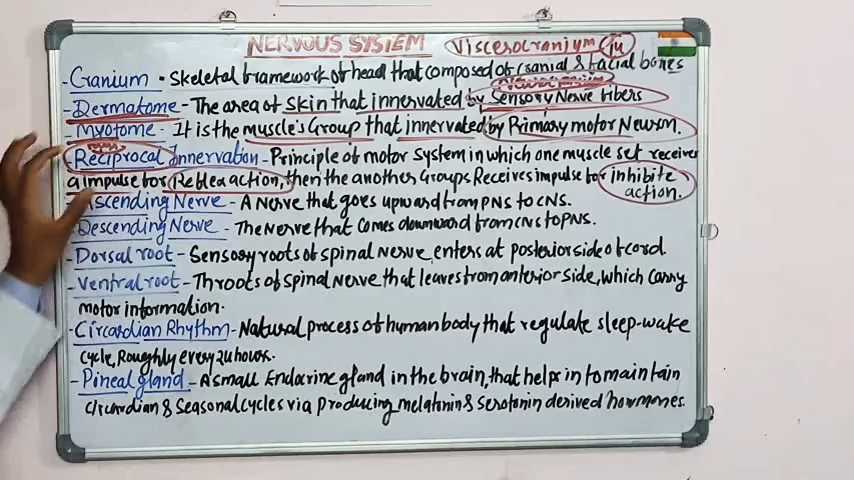 NERVOUS SYSTEM Viscerocranium 14
- Cranium - Skeletal framework of head that composed of cranial & facial bones
- Dermatome - The area of skin that innervated by Sensory Nerve fibers
- Myotome - It is the muscle's Group that innervated by Primary motor Neuron.
- Reciprocal Innervation - Principle of motor system in which one muscle set receives
a impulse for Reflex action, then the another Groups Receives impulse for inhibite
action.
Ascending Nerve - A Nerve that goes upward from PNS to CNS.
Descending Nerve - The Nerve that comes downward from CNS to PNS.
- Dorsal root - Sensory roots of spinal nerve, enters at posterior side of cord.
- Ventral root - Th roots of spinal nerve that leaves from anterior side, which carry
motor information.
- Circardian Rhythm - Natural process of human body that regulate sleep-wake
cycle, Roughly every 24 hours.
- Pineal gland - A small Endocrine gland in the brain, that helps in to maintain
circardian & seasonal cycles via producing melatonin & serotonin derived hormones.